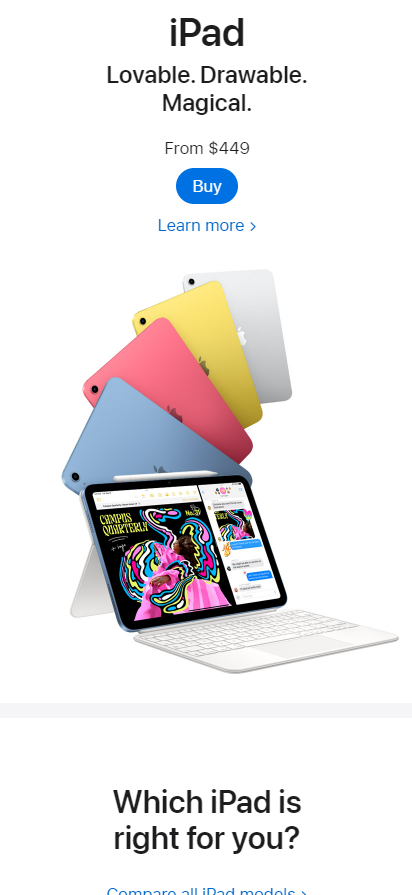 iPad
Lovable. Drawable.
Magical.
From $449
Buy
Learn more >
CAMPUS
QUARTERLY
Which iPad is
right for you?
Compare all iPad models >